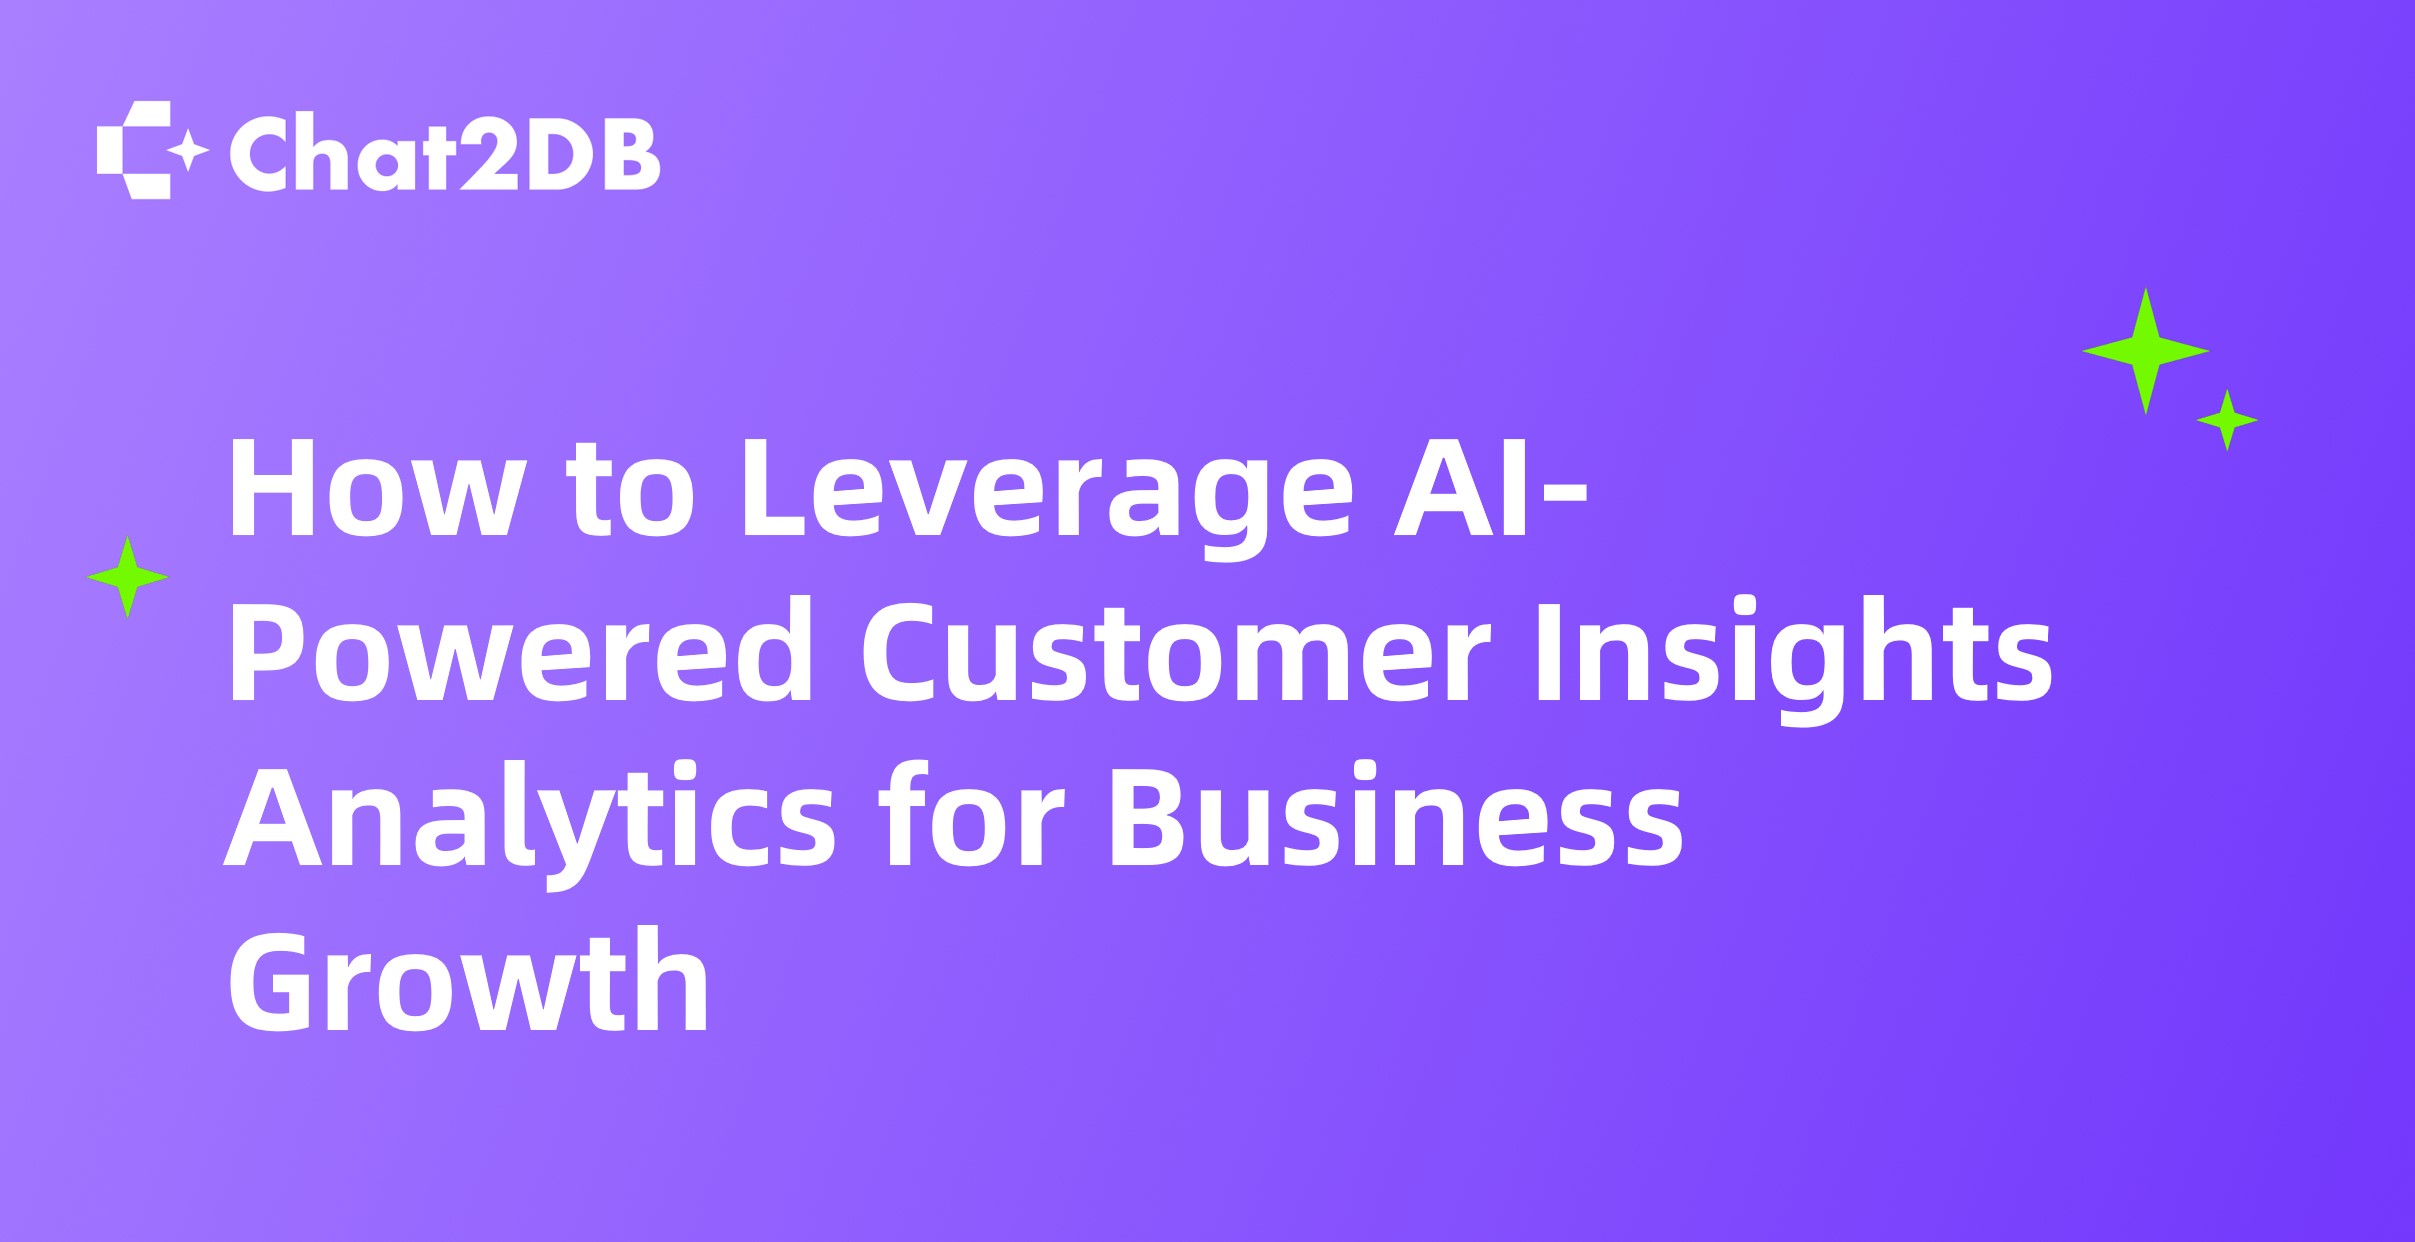 Chat2DB
How to Leverage AI-
Powered Customer Insights
Analytics for Business
Growth